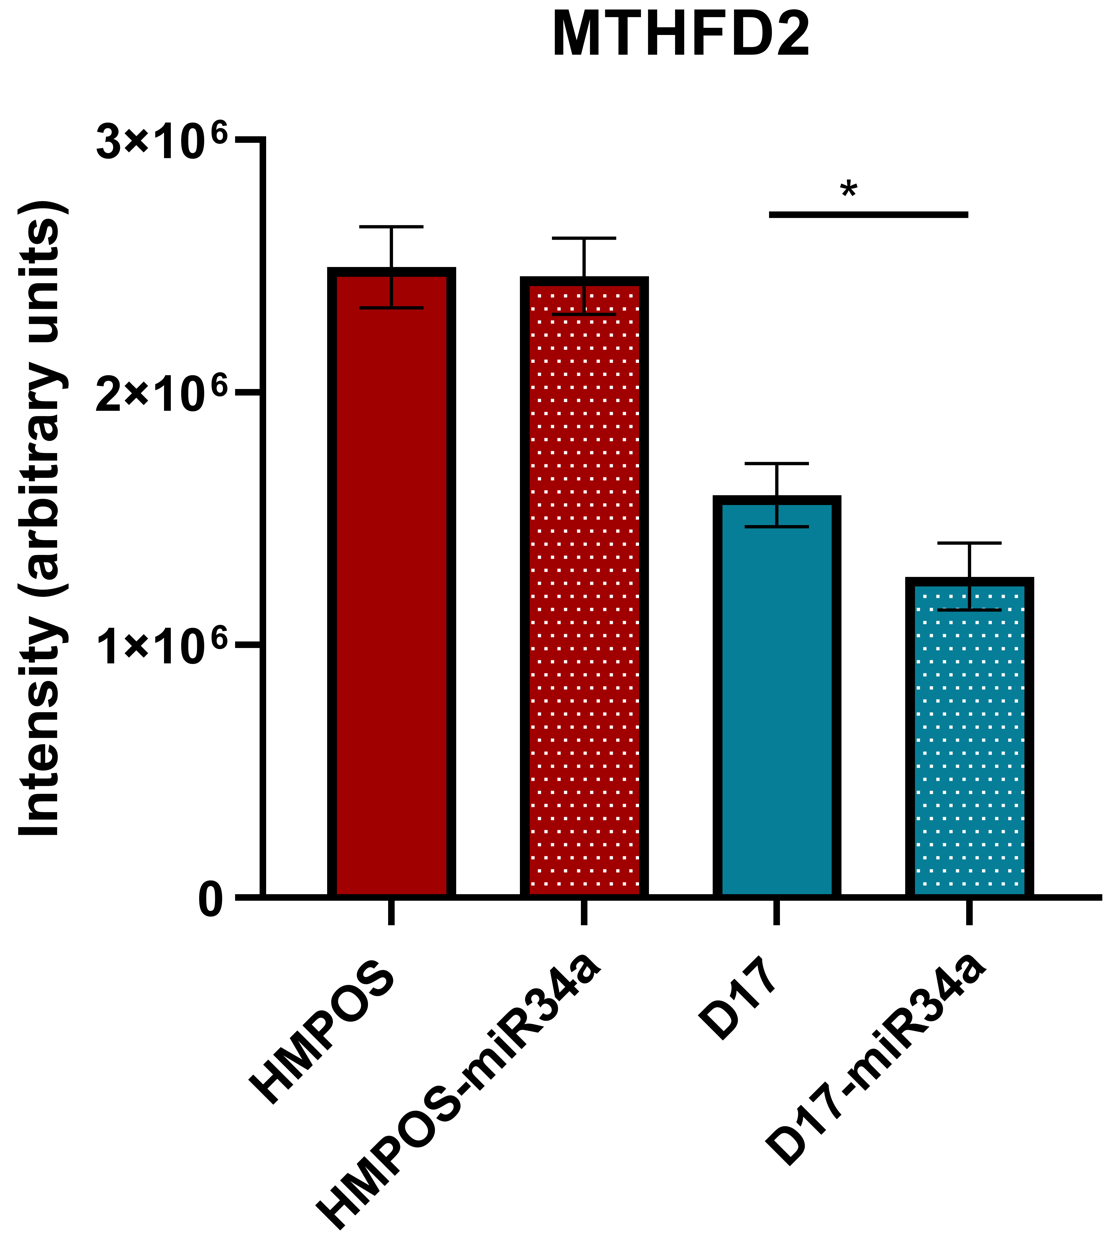 MTHFD2
Intensity (arbitrary units)
3×10⁶
2×10⁶
1×10⁶
0
*
HMPOS
HMPOS-miR34a
D17
D17-miR34a